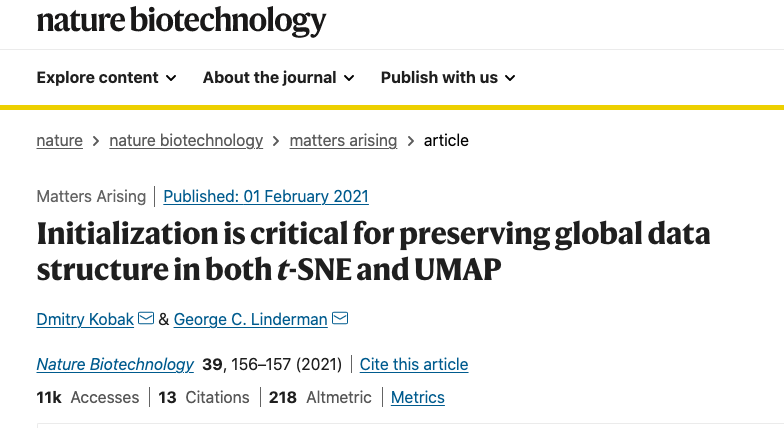 nature biotechnology
Explore content About the journal Publish with us
nature > nature biotechnology > matters arising > article
Matters Arising | Published: 01 February 2021
Initialization is critical for preserving global data
structure in both t-SNE and UMAP
Dmitry Kobak & George C. Linderman
Nature Biotechnology 39, 156–157 (2021) | Cite this article
11k Accesses | 13 Citations | 218 Altmetric | Metrics